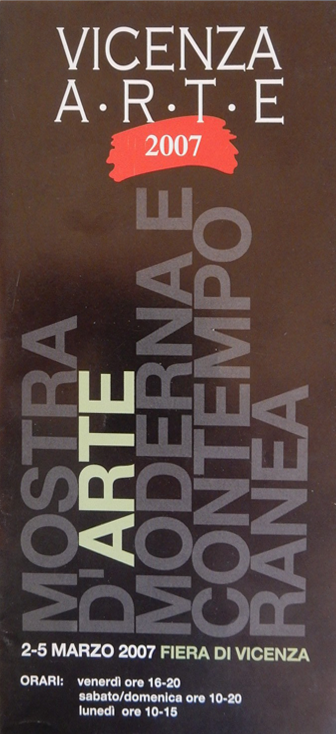 VICENZA
A·R·T·E
2007
MOSTRA
D'ARTE
MODERNA E
CONTEMPO
RANEA
2-5 MARZO 2007 FIERA DI VICENZA
ORARI: venerdì ore 16-20
sabato/domenica ore 10-20
lunedì ore 10-15